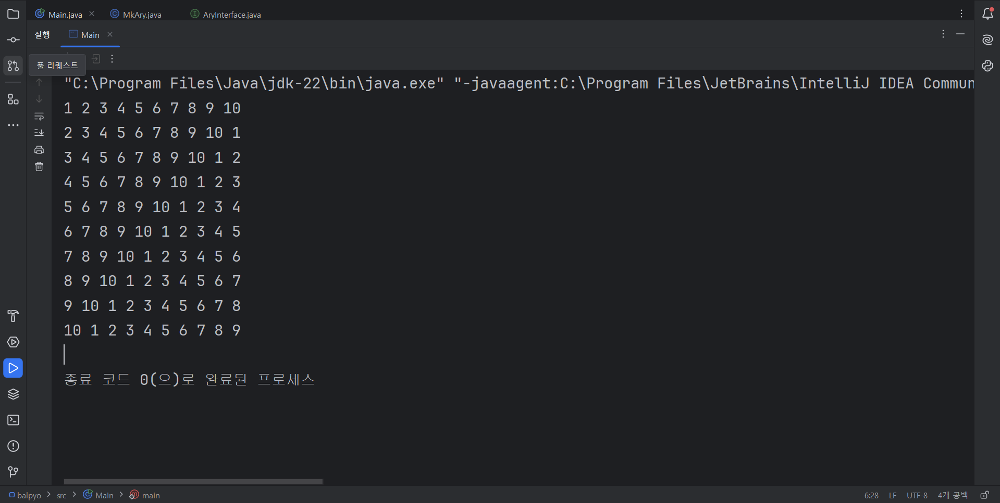 Main.java MkAry.java AryInterface.java
실행 Main
풀 리퀘스트
"C:\Program Files\Java\jdk-22\bin\java.exe" "-javaagent:C:\Program Files\JetBrains\IntelliJ IDEA Commun
1 2 3 4 5 6 7 8 9 10
2 3 4 5 6 7 8 9 10 1
3 4 5 6 7 8 9 10 1 2
4 5 6 7 8 9 10 1 2 3
5 6 7 8 9 10 1 2 3 4
6 7 8 9 10 1 2 3 4 5
7 8 9 10 1 2 3 4 5 6
8 9 10 1 2 3 4 5 6 7
9 10 1 2 3 4 5 6 7 8
10 1 2 3 4 5 6 7 8 9
종료 코드 0(으)로 완료된 프로세스
balpyo > src > Main > main 6:28 LF UTF-8 4개 공백